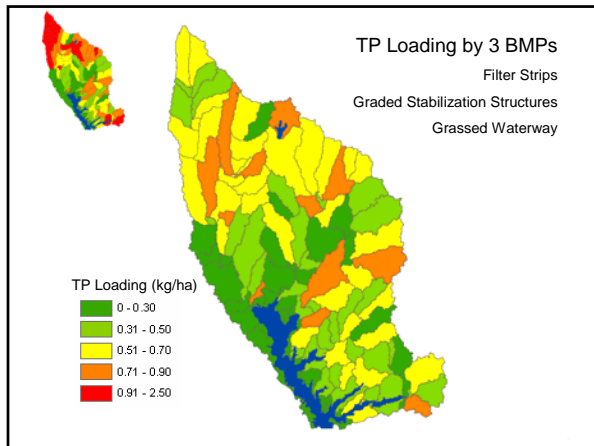 TP Loading by 3 BMPs
Filter Strips
Graded Stabilization Structures
Grassed Waterway
TP Loading (kg/ha)
0 - 0.30
0.31 - 0.50
0.51 - 0.70
0.71 - 0.90
0.91 - 2.50